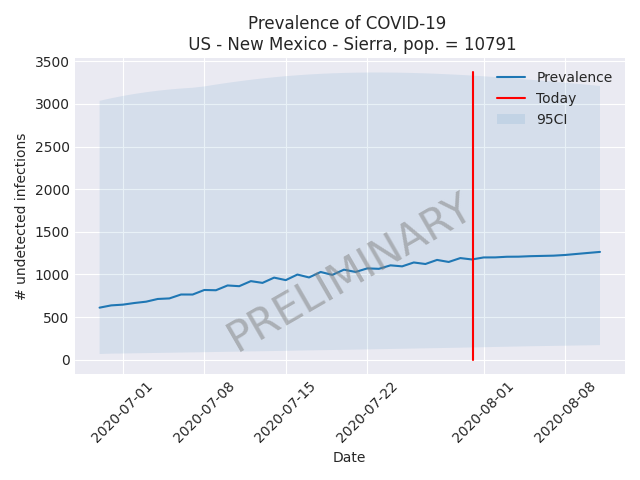 Prevalence of COVID-19
US - New Mexico - Sierra, pop. = 10791
# undetected infections
3500
3000
2500
2000
1500
1000
500
0
Prevalence
Today
95CI
PRELIMINARY
2020-07-01
2020-07-08
2020-07-15
2020-07-22
2020-08-01
2020-08-08
Date